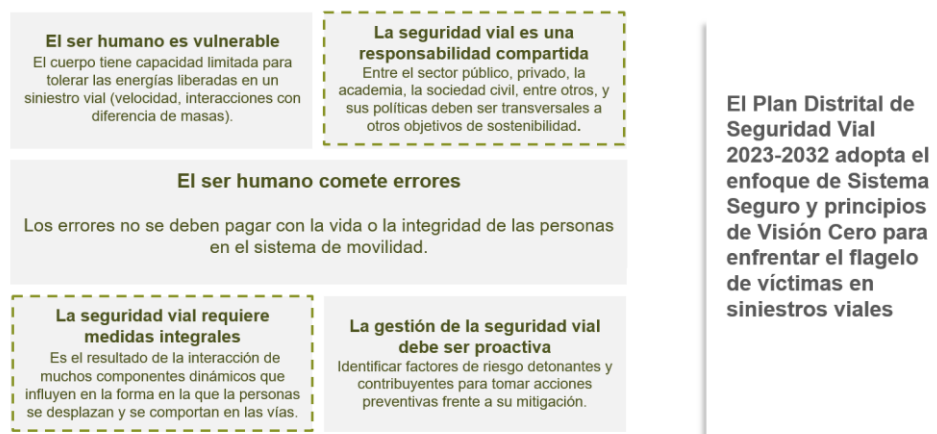 El ser humano es vulnerable
El cuerpo tiene capacidad limitada para
tolerar las energías liberadas en un
siniestro vial (velocidad, interacciones con
diferencia de masas).
La seguridad vial es una
responsabilidad compartida
Entre el sector público, privado, la
academia, la sociedad civil, entre otros, y
sus políticas deben ser transversales a
otros objetivos de sostenibilidad.
El ser humano comete errores
Los errores no se deben pagar con la vida o la integridad de las personas
en el sistema de movilidad.
La seguridad vial requiere
medidas integrales
Es el resultado de la interacción de
muchos componentes dinámicos que
influyen en la forma en la que la personas
se desplazan y se comportan en las vías.
La gestión de la seguridad vial
debe ser proactiva
Identificar factores de riesgo detonantes y
contribuyentes para tomar acciones
preventivas frente a su mitigación.
El Plan Distrital de
Seguridad Vial
2023-2032 adopta el
enfoque de Sistema
Seguro y principios
de Visión Cero para
enfrentar el flagelo
de víctimas en
siniestros viales